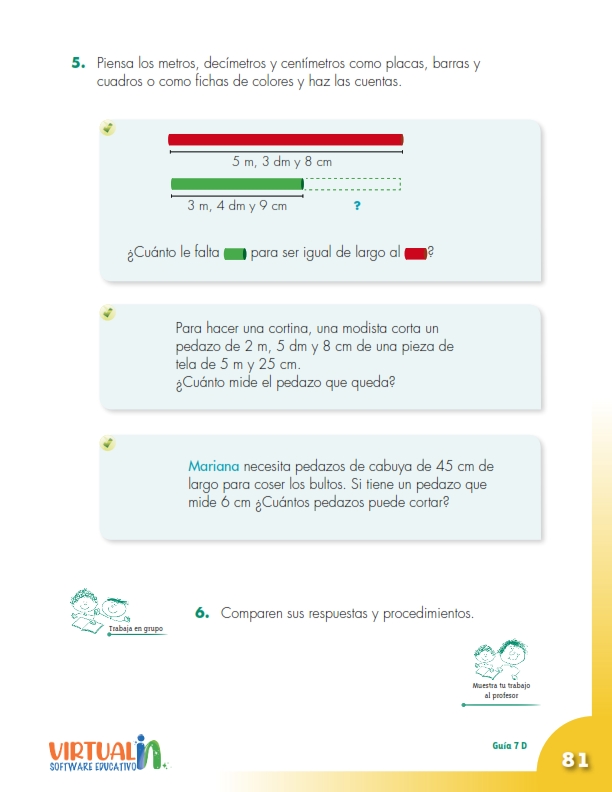 5. Piensa los metros, decímetros y centímetros como placas, barras y
cuadros o como fichas de colores y haz las cuentas.
5 m, 3 dm y 8 cm
3 m, 4 dm y 9 cm ?
¿Cuánto le falta para ser igual de largo al ?
Para hacer una cortina, una modista corta un
pedazo de 2 m, 5 dm y 8 cm de una pieza de
tela de 5 m y 25 cm.
¿Cuánto mide el pedazo que queda?
Mariana necesita pedazos de cabuya de 45 cm de
largo para coser los bultos. Si tiene un pedazo que
mide 6 cm ¿Cuántos pedazos puede cortar?
Trabaja en grupo
6. Comparen sus respuestas y procedimientos.
Muestra tu trabajo
al profesor
VIRTUAL in
SOFTWARE EDUCATIVO
Guía 7 D
81